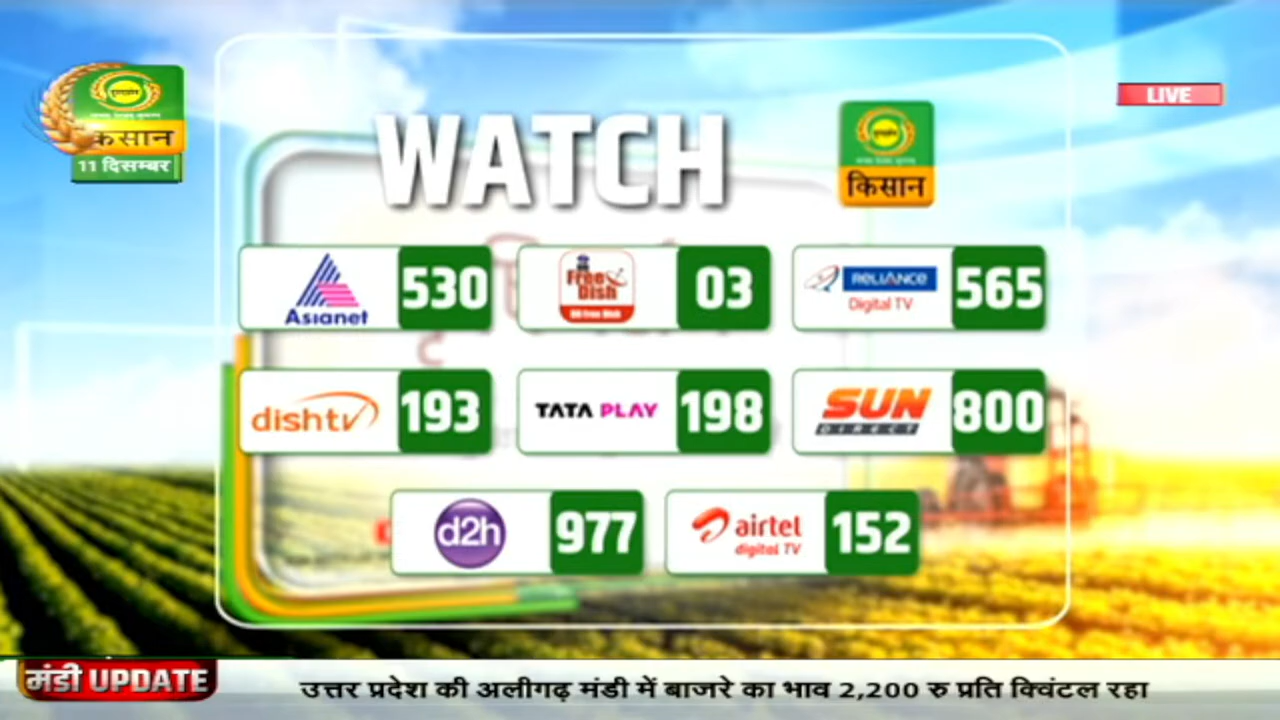 किसान
11 दिसम्बर
LIVE
WATCH
किसान
Asianet 530
Free Dish 03
RELIANCE Digital TV 565
dishtv 193
TATA PLAY 198
SUN DIRECT 800
d2h 977
airtel digital TV 152
मंडी UPDATE
उत्तर प्रदेश की अलीगढ़ मंडी में बाजरे का भाव 2,200 रु प्रति क्विंटल रहा